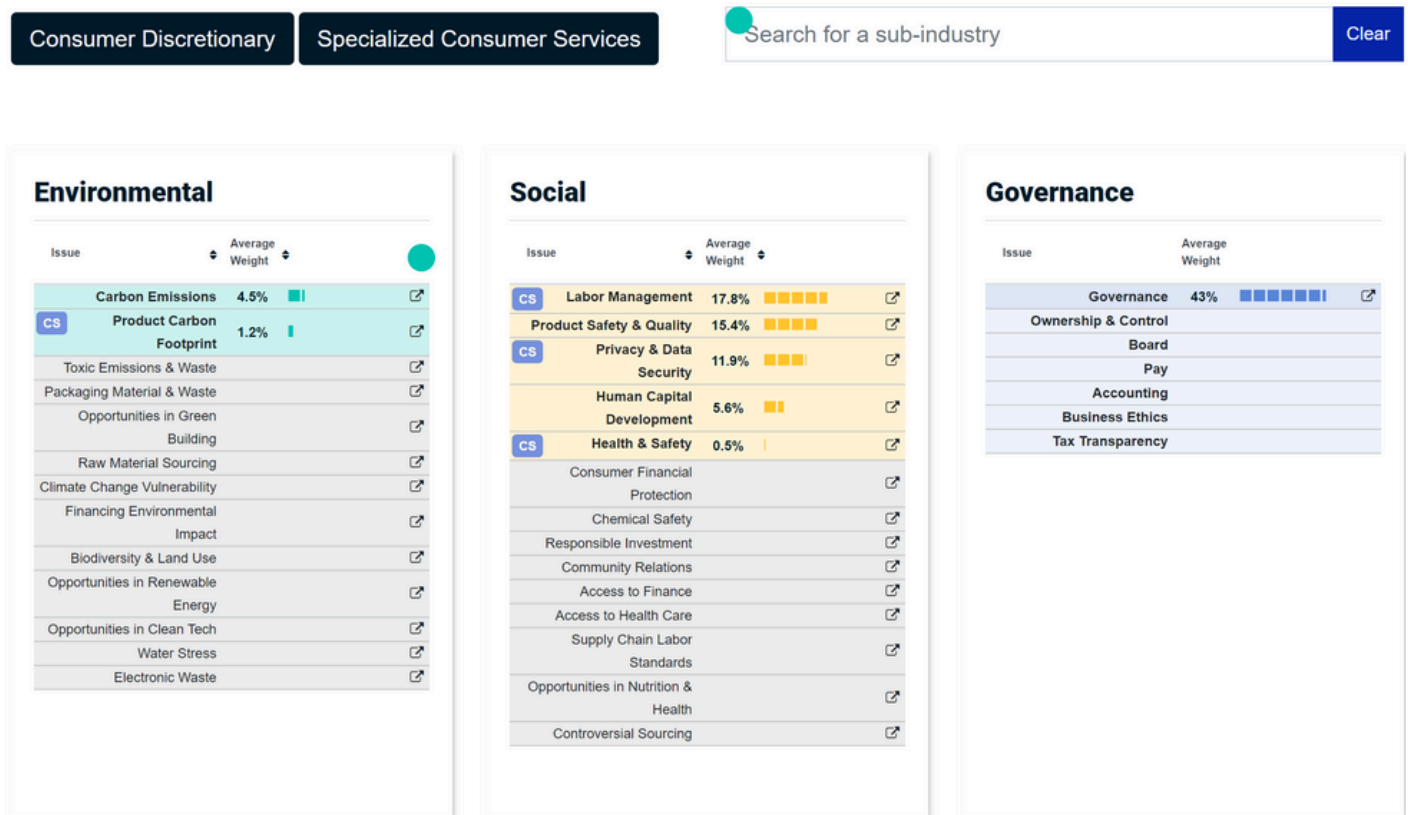 Consumer Discretionary
Specialized Consumer Services
Search for a sub-industry
Clear
Environmental
Issue
Average
Weight
Carbon Emissions 4.5%
CS Product Carbon
Footprint 1.2%
Toxic Emissions & Waste
Packaging Material & Waste
Opportunities in Green
Building
Raw Material Sourcing
Climate Change Vulnerability
Financing Environmental
Impact
Biodiversity & Land Use
Opportunities in Renewable
Energy
Opportunities in Clean Tech
Water Stress
Electronic Waste
Social
Issue
Average
Weight
CS Labor Management 17.8%
Product Safety & Quality 15.4%
CS Privacy & Data
Security 11.9%
Human Capital
Development 5.6%
CS Health & Safety 0.5%
Consumer Financial
Protection
Chemical Safety
Responsible Investment
Community Relations
Access to Finance
Access to Health Care
Supply Chain Labor
Standards
Opportunities in Nutrition &
Health
Controversial Sourcing
Governance
Issue
Average
Weight
Governance 43%
Ownership & Control
Board
Pay
Accounting
Business Ethics
Tax Transparency